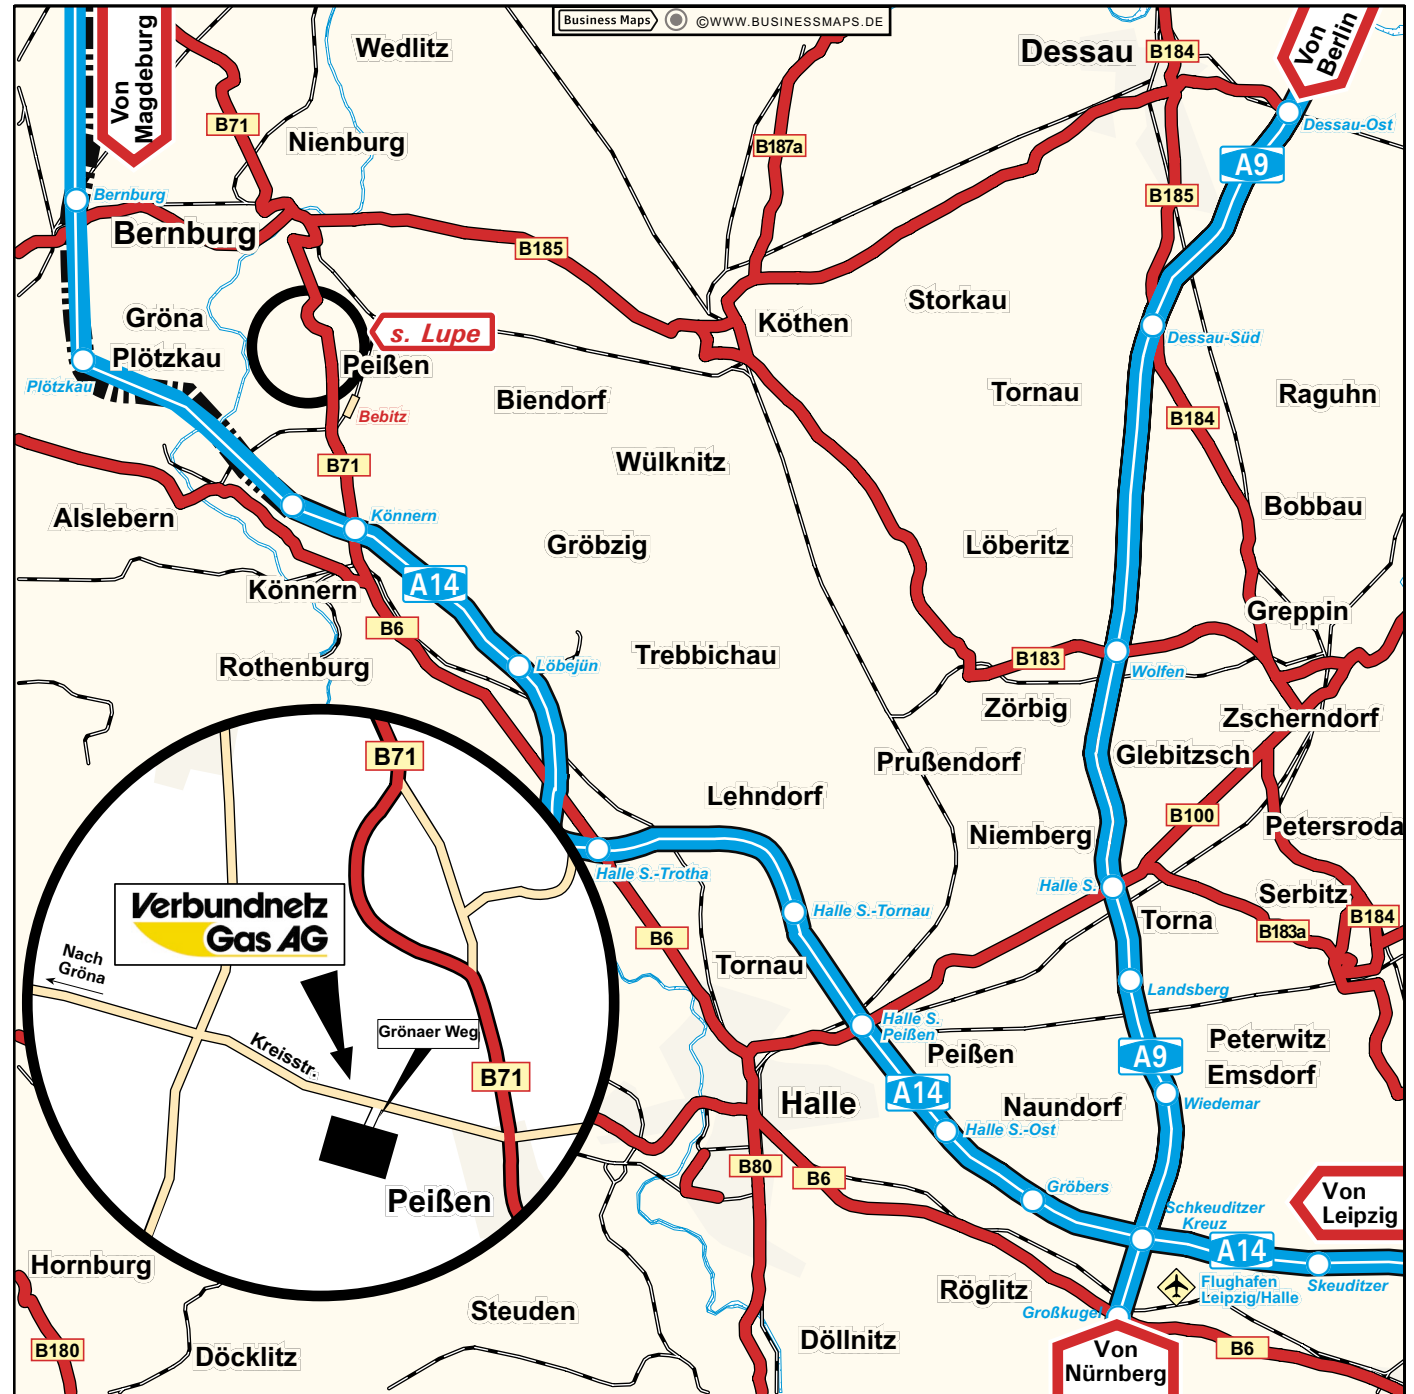 Business Maps
©WWW.BUSINESSMAPS.DE
Von
Magdeburg
Wedlitz
Dessau
B184
Von
Berlin
B71
Nienburg
B187a
Dessau-Ost
A9
Bernburg
Bernburg
B185
B185
Gröna
s. Lupe
Köthen
Storkau
Dessau-Süd
Plötzkau
Plötzkau
Peißen
Bebitz
Biendorf
Tornau
Raguhn
B184
B71
Wülknitz
Alslebern
Könnern
Gröbzig
Löberitz
Bobbau
Könnern
A14
B6
Greppin
Rothenburg
Löbejün
Trebbichau
B183
Wolfen
Zörbig
Zscherndorf
B71
Prußendorf
Glebitzsch
Lehndorf
B100
Niemberg
Petersroda
Halle S.-Trotha
Halle S.
Serbitz
Verbundnetz
Gas AG
Halle S.-Tornau
Torna
B184
B183a
B6
Nach
Gröna
Tornau
Landsberg
Grönaer Weg
Kreisstr.
Halle S.
Peißen
Peißen
A9
Peterwitz
Emsdorf
B71
Halle
A14
Naundorf
Wiedemar
Halle S.-Ost
B80
B6
Gröbers
Peißen
Schkeuditzer
Kreuz
Von
Leipzig
A14
Hornburg
Röglitz
Flughafen
Leipzig/Halle
Skeuditzer
Steuden
Großkugel
B180
Döcklitz
Döllnitz
Von
Nürnberg
B6